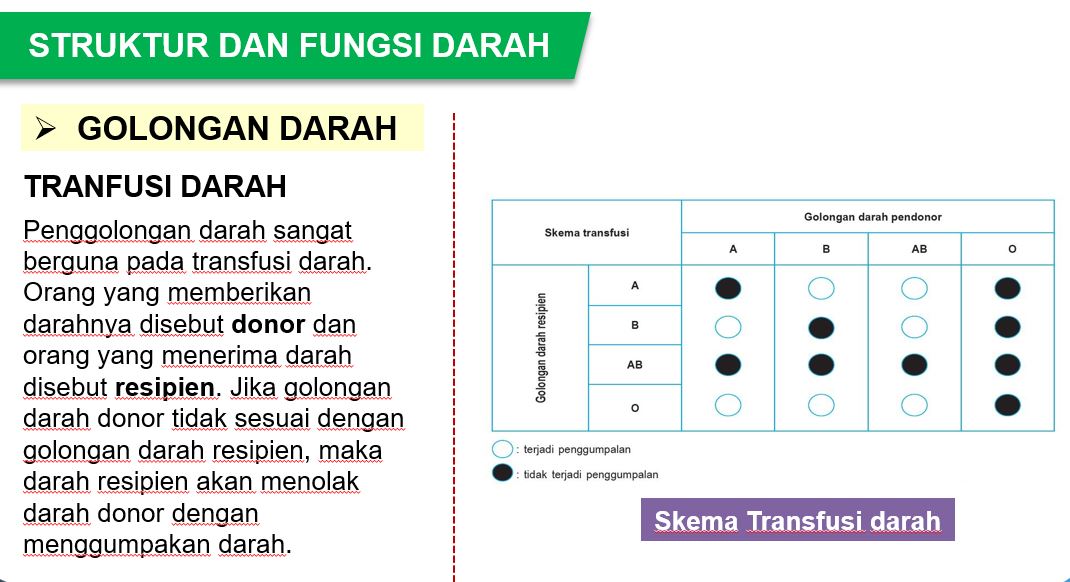 STRUKTUR DAN FUNGSI DARAH
GOLONGAN DARAH
TRANFUSI DARAH
Penggolongan darah sangat
berguna pada transfusi darah.
Orang yang memberikan
darahnya disebut donor dan
orang yang menerima darah
disebut resipien. Jika golongan
darah donor tidak sesuai dengan
golongan darah resipien, maka
darah resipien akan menolak
darah donor dengan
menggumpakan darah.
Skema transfusi
Golongan darah pendonor
A B AB O
Golongan darah resipien
A
B
AB
O
: terjadi penggumpalan
: tidak terjadi penggumpalan
Skema Transfusi darah